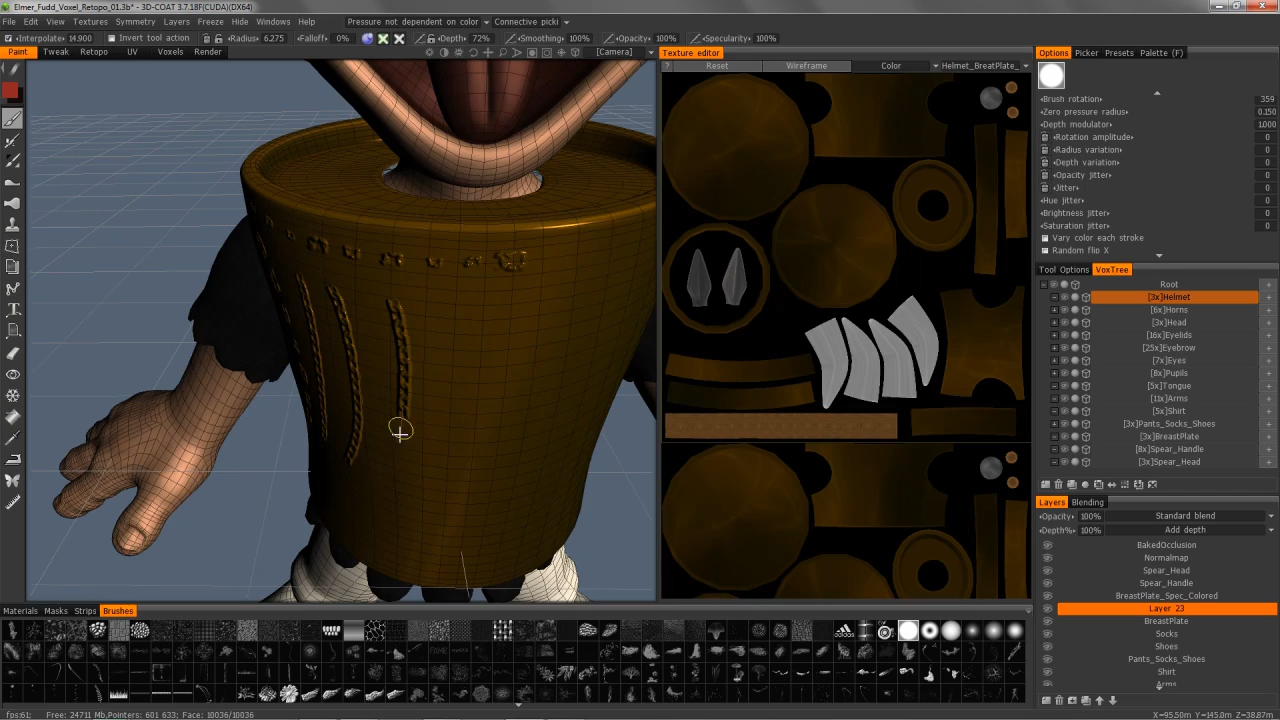 Elmer_Fudd_Voxel_Retopo_01.3b* - 3D-COAT 3.7.18F(CUDA)(DX64)
File Edit View Textures Symmetry Layers Freeze Hide Windows Help Pressure not dependent on color Connective picki
Interpolate 14.900 Insert tool action Radius 6.275 Falloff 0% Depth 72% Smoothing 100% Opacity 100% Specularity 100%
Paint Tweak Retopo UV Voxels Render [Camera]
Texture editor
? Reset Wireframe Color Helmet_BreatPlate_
Options Picker Presets Palette (F)
Brush rotation 359
Zero pressure radius 0.150
Depth modulator 1.000
Rotation amplitude 0
Radius variation 0
Depth variation 0
Opacity jitter 0
Jitter 0
Hue jitter 0
Brightness jitter 0
Saturation jitter 0
Vary color each stroke
Random flip X
Tool Options VoxTree
Root
[3x]Helmet
[6x]Horns
[3x]Head
[16x]Eyelids
[25x]Eyebrow
[7x]Eyes
[8x]Pupils
[5x]Tongue
[11x]Arms
[5x]Shirt
[3x]Pants_Socks_Shoes
[3x]BreastPlate
[8x]Spear_Handle
[3x]Spear_Head
Layers Blending
Opacity 100% Standard blend
Depth% 100% Add depth
BakedOcclusion
Normalmap
Spear_Head
Spear_Handle
BreastPlate_Spec_Colored
Layer 23
BreastPlate
Socks
Shoes
Pants_Socks_Shoes
Shirt
Arms
Materials Masks Strips Brushes
adidas
fps:61; Free: 24711 Mb,Pointers: 601 633; Face: 10036/10036 X=95.50m Y=145.0m Z=38.87m